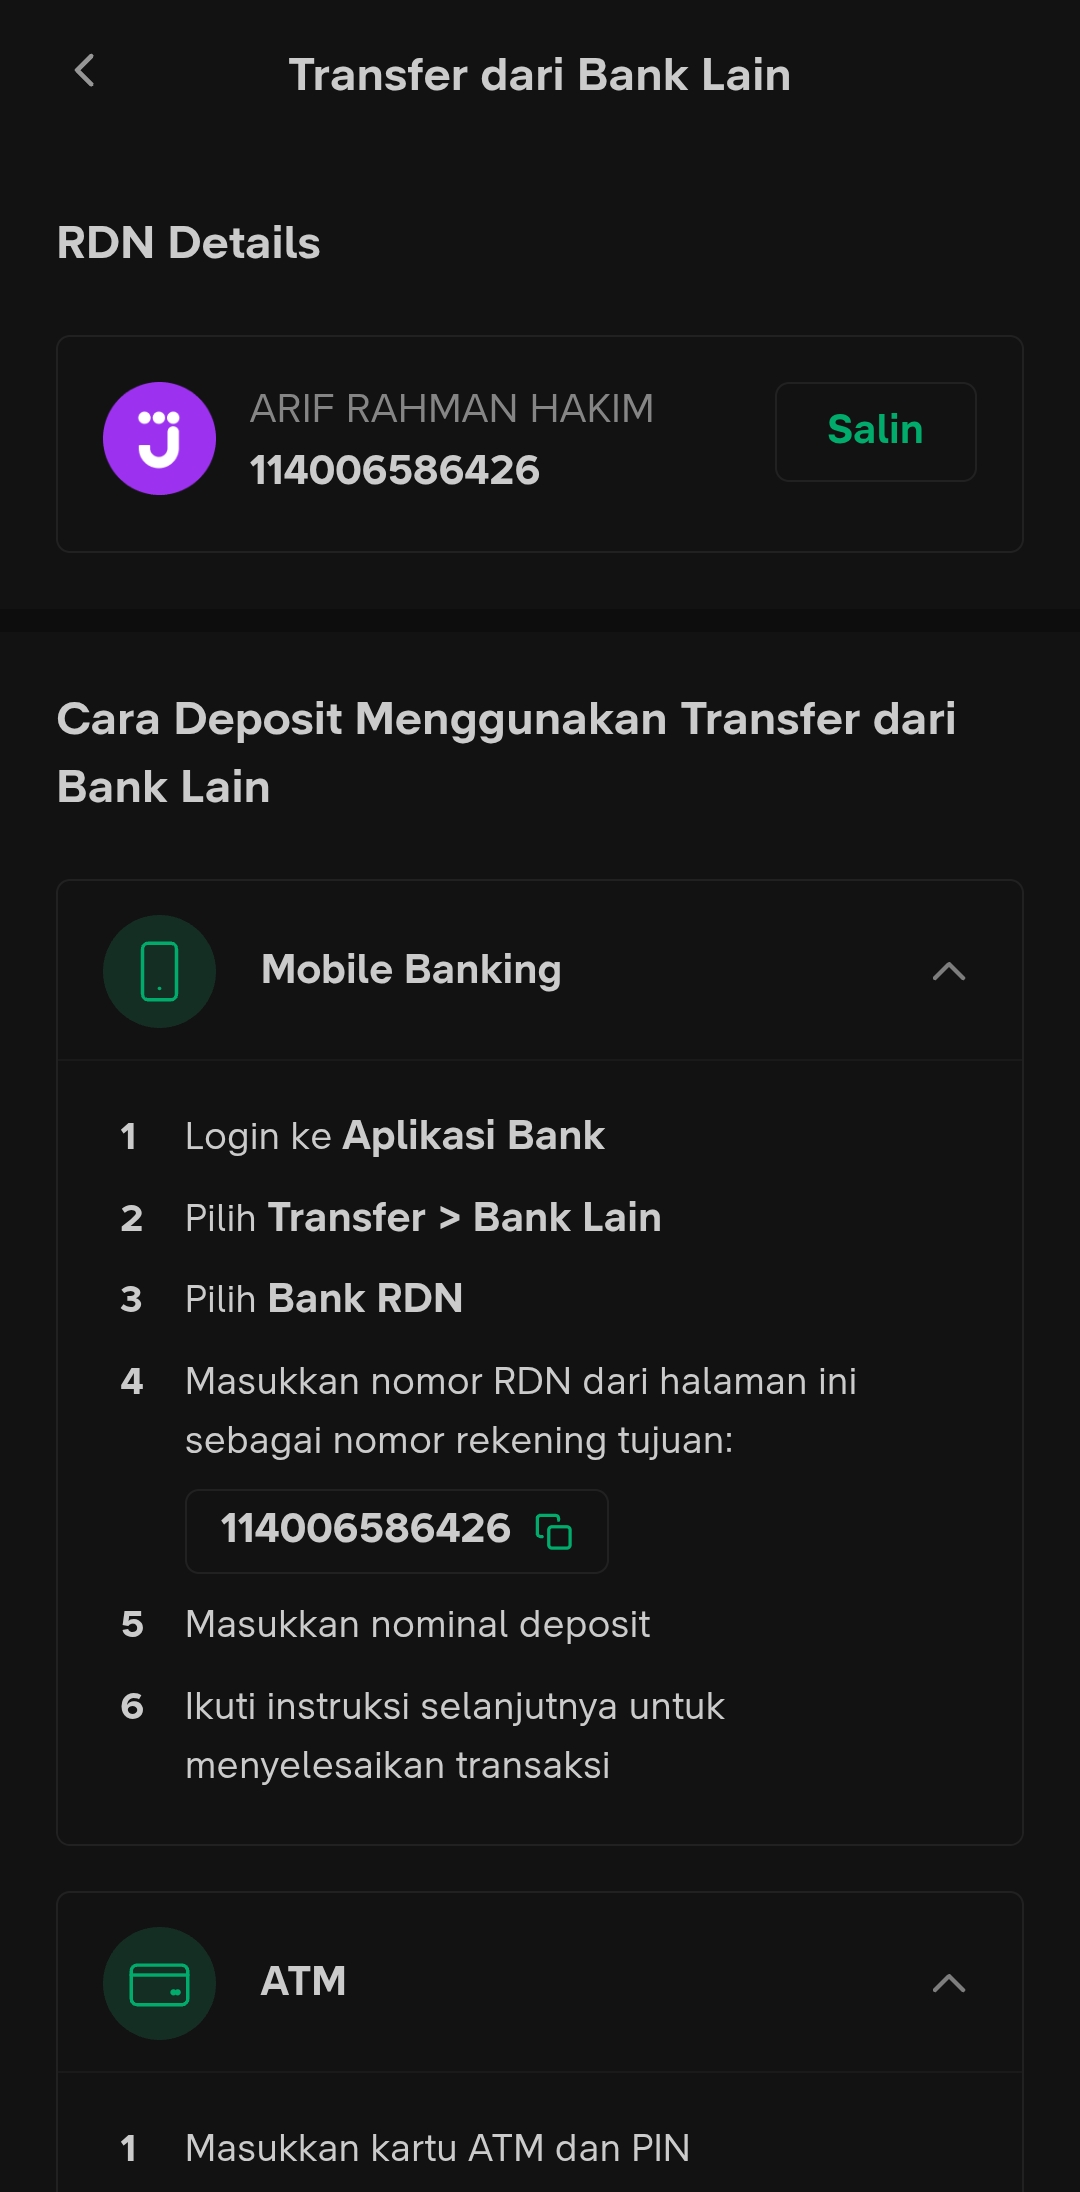 Transfer dari Bank Lain
RDN Details
ARIF RAHMAN HAKIM
114006586426
Salin
Cara Deposit Menggunakan Transfer dari
Bank Lain
Mobile Banking
1 Login ke Aplikasi Bank
2 Pilih Transfer > Bank Lain
3 Pilih Bank RDN
4 Masukkan nomor RDN dari halaman ini
sebagai nomor rekening tujuan:
114006586426
5 Masukkan nominal deposit
6 Ikuti instruksi selanjutnya untuk
menyelesaikan transaksi
ATM
1 Masukkan kartu ATM dan PIN